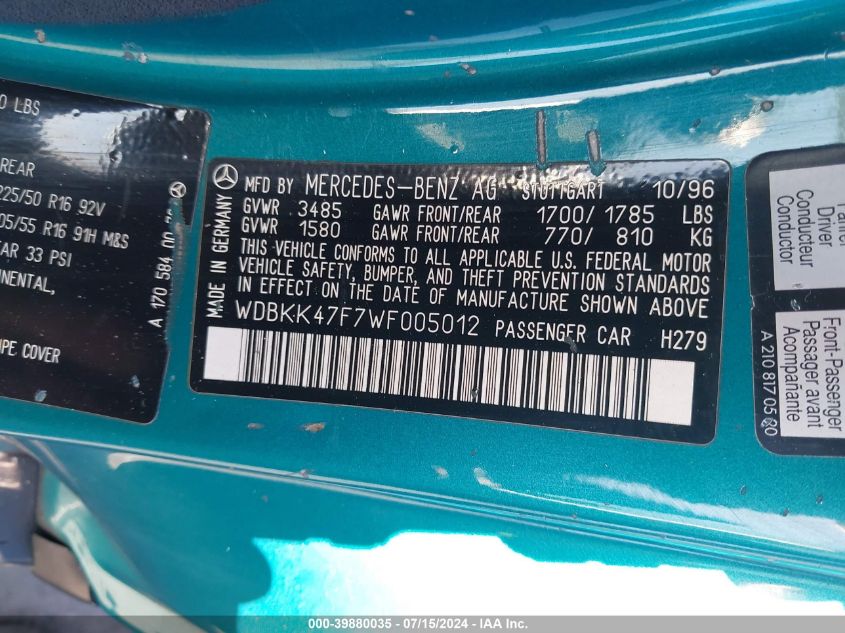 0 LBS
REAR
225/50 R16 92V
05/55 R16 91H M&S
AR 33 PSI
NENTAL,
PE COVER
A 170 584 00
MADE IN GERMANY
MFD BY MERCEDES-BENZ AG STUTTGART 10/96
GVWR 3485 GAWR FRONT/REAR 1700/ 1785 LBS
GVWR 1580 GAWR FRONT/REAR 770/ 810 KG
THIS VEHICLE CONFORMS TO ALL APPLICABLE U.S. FEDERAL MOTOR
VEHICLE SAFETY, BUMPER, AND THEFT PREVENTION STANDARDS
IN EFFECT ON THE DATE OF MANUFACTURE SHOWN ABOVE
WDBKK47F7WF005012 PASSENGER CAR H279
Fahrer
Driver
Conducteur
Conductor
Front-Passenger
Passager avant
Acompañante
A 210 817 05 20
000-39880035 / 07/15/2024 - IAA Inc.